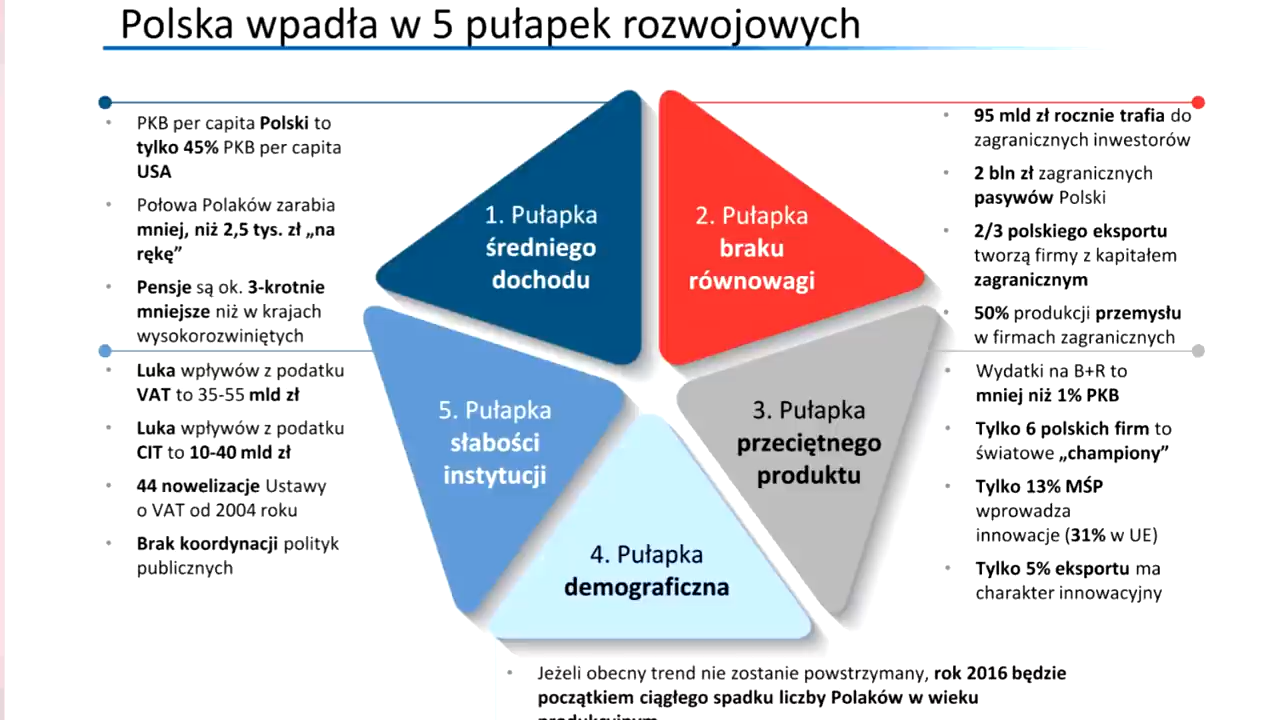 Polska wpadła w 5 pułapek rozwojowych
PKB per capita Polski to
tylko 45% PKB per capita
USA
Połowa Polaków zarabia
mniej, niż 2,5 tys. zł „na
rękę”
Pensje są ok. 3-krotnie
mniejsze niż w krajach
wysokorozwiniętych
1. Pułapka
średniego
dochodu
2. Pułapka
braku
równowagi
95 mld zł rocznie trafia do
zagranicznych inwestorów
2 bln zł zagranicznych
pasywów Polski
2/3 polskiego eksportu
tworzą firmy z kapitałem
zagranicznym
50% produkcji przemysłu
w firmach zagranicznych
Luka wpływów z podatku
VAT to 35-55 mld zł
Luka wpływów z podatku
CIT to 10-40 mld zł
44 nowelizacje Ustawy
o VAT od 2004 roku
Brak koordynacji polityk
publicznych
5. Pułapka
słabości
instytucji
3. Pułapka
przeciętnego
produktu
Wydatki na B+R to
mniej niż 1% PKB
Tylko 6 polskich firm to
światowe „championy”
Tylko 13% MŚP
wprowadza
innowacje (31% w UE)
Tylko 5% eksportu ma
charakter innowacyjny
4. Pułapka
demograficzna
Jeżeli obecny trend nie zostanie powstrzymany, rok 2016 będzie
początkiem ciągłego spadku liczby Polaków w wieku
produkcyjnym